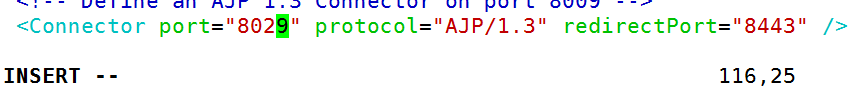 <!-- Define an AJP 1.3 Connector on port 8009 -->
<Connector port="8029" protocol="AJP/1.3" redirectPort="8443" />
INSERT -- 116,25